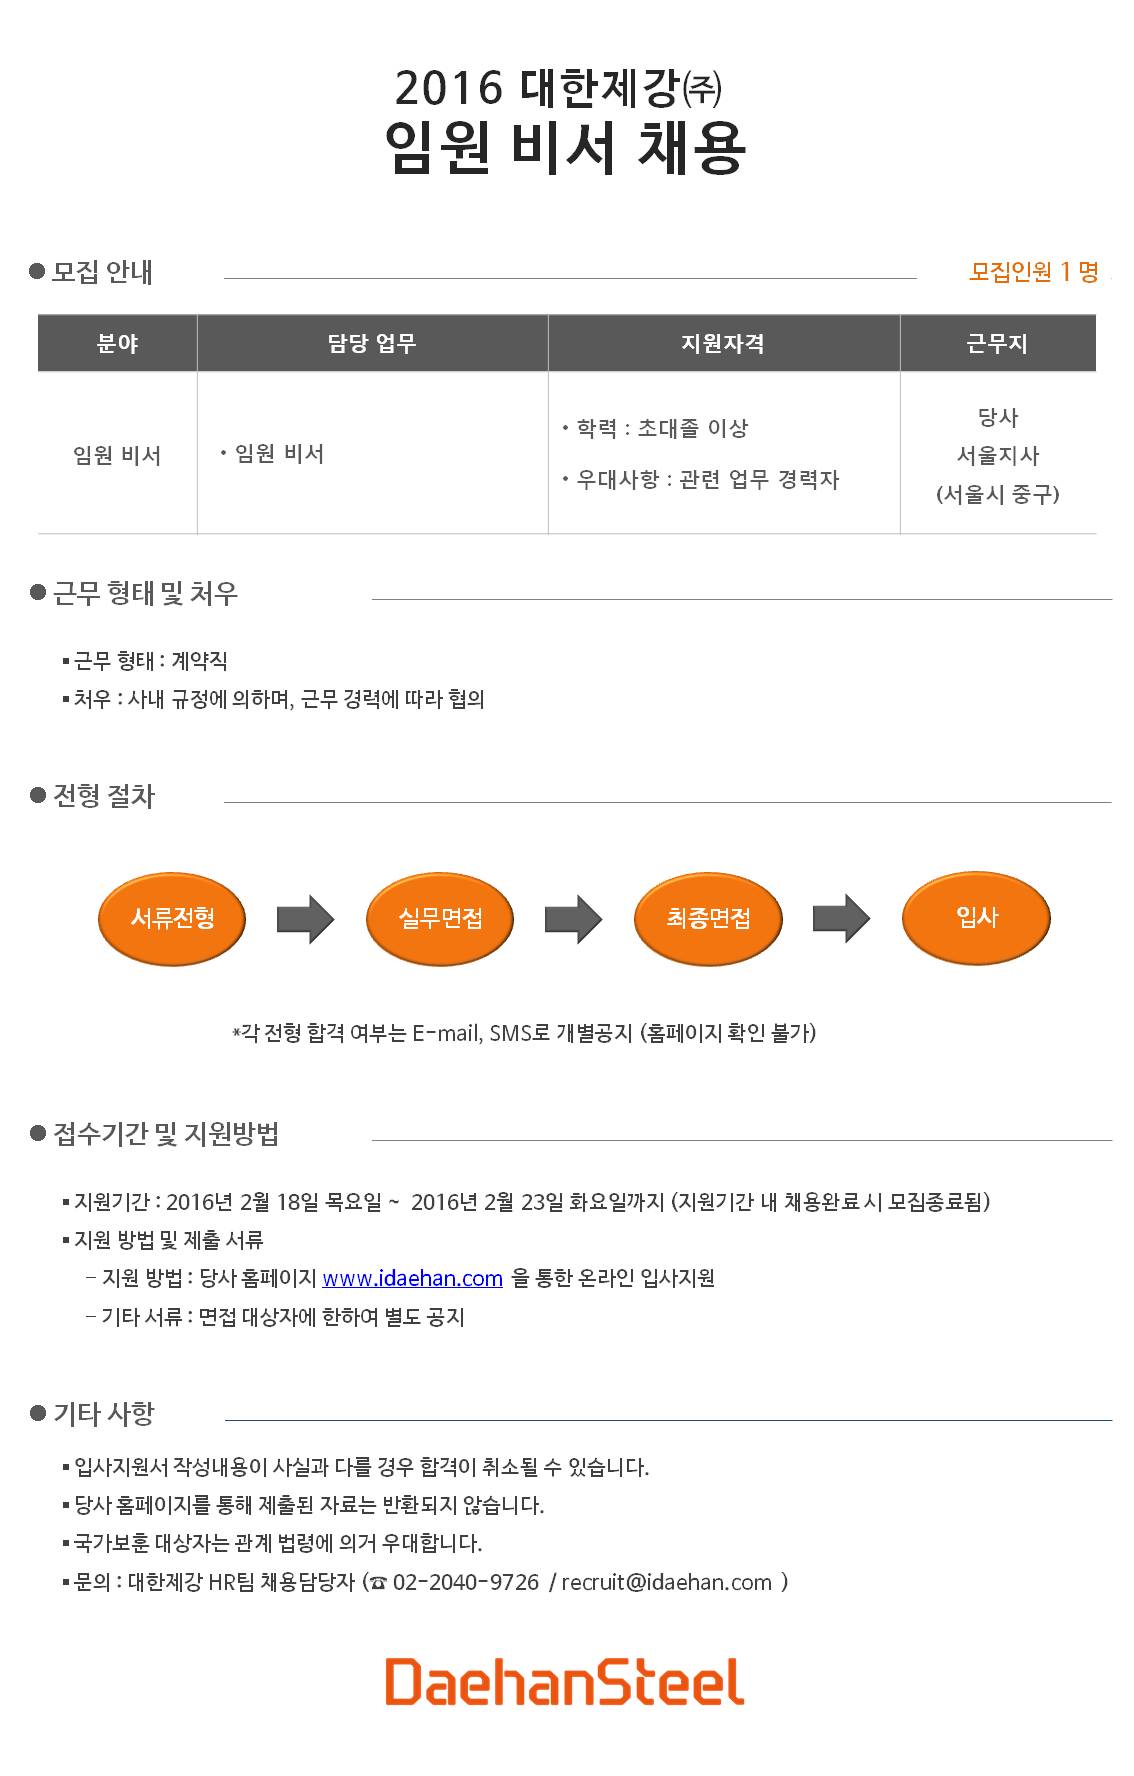 2016 대한제강㈜
임원 비서 채용
● 모집 안내
모집인원 1 명
분야 담당 업무 지원자격 근무지
임원 비서
• 임원 비서
• 학력 : 초대졸 이상
• 우대사항 : 관련 업무 경력자
당사
서울지사
(서울시 중구)
● 근무 형태 및 처우
▪ 근무 형태 : 계약직
▪ 처우 : 사내 규정에 의하며, 근무 경력에 따라 협의
● 전형 절차
서류전형 실무면접 최종면접 입사
*각 전형 합격 여부는 E-mail, SMS로 개별공지 (홈페이지 확인 불가)
● 접수기간 및 지원방법
▪ 지원기간 : 2016년 2월 18일 목요일 ~ 2016년 2월 23일 화요일까지 (지원기간 내 채용완료 시 모집종료됨)
▪ 지원 방법 및 제출 서류
- 지원 방법 : 당사 홈페이지 www.idaehan.com 을 통한 온라인 입사지원
- 기타 서류 : 면접 대상자에 한하여 별도 공지
● 기타 사항
▪ 입사지원서 작성내용이 사실과 다를 경우 합격이 취소될 수 있습니다.
▪ 당사 홈페이지를 통해 제출된 자료는 반환되지 않습니다.
▪ 국가보훈 대상자는 관계 법령에 의거 우대합니다.
▪ 문의 : 대한제강 HR팀 채용담당자 (☎ 02-2040-9726 / recruit@idaehan.com )
DaehanSteel